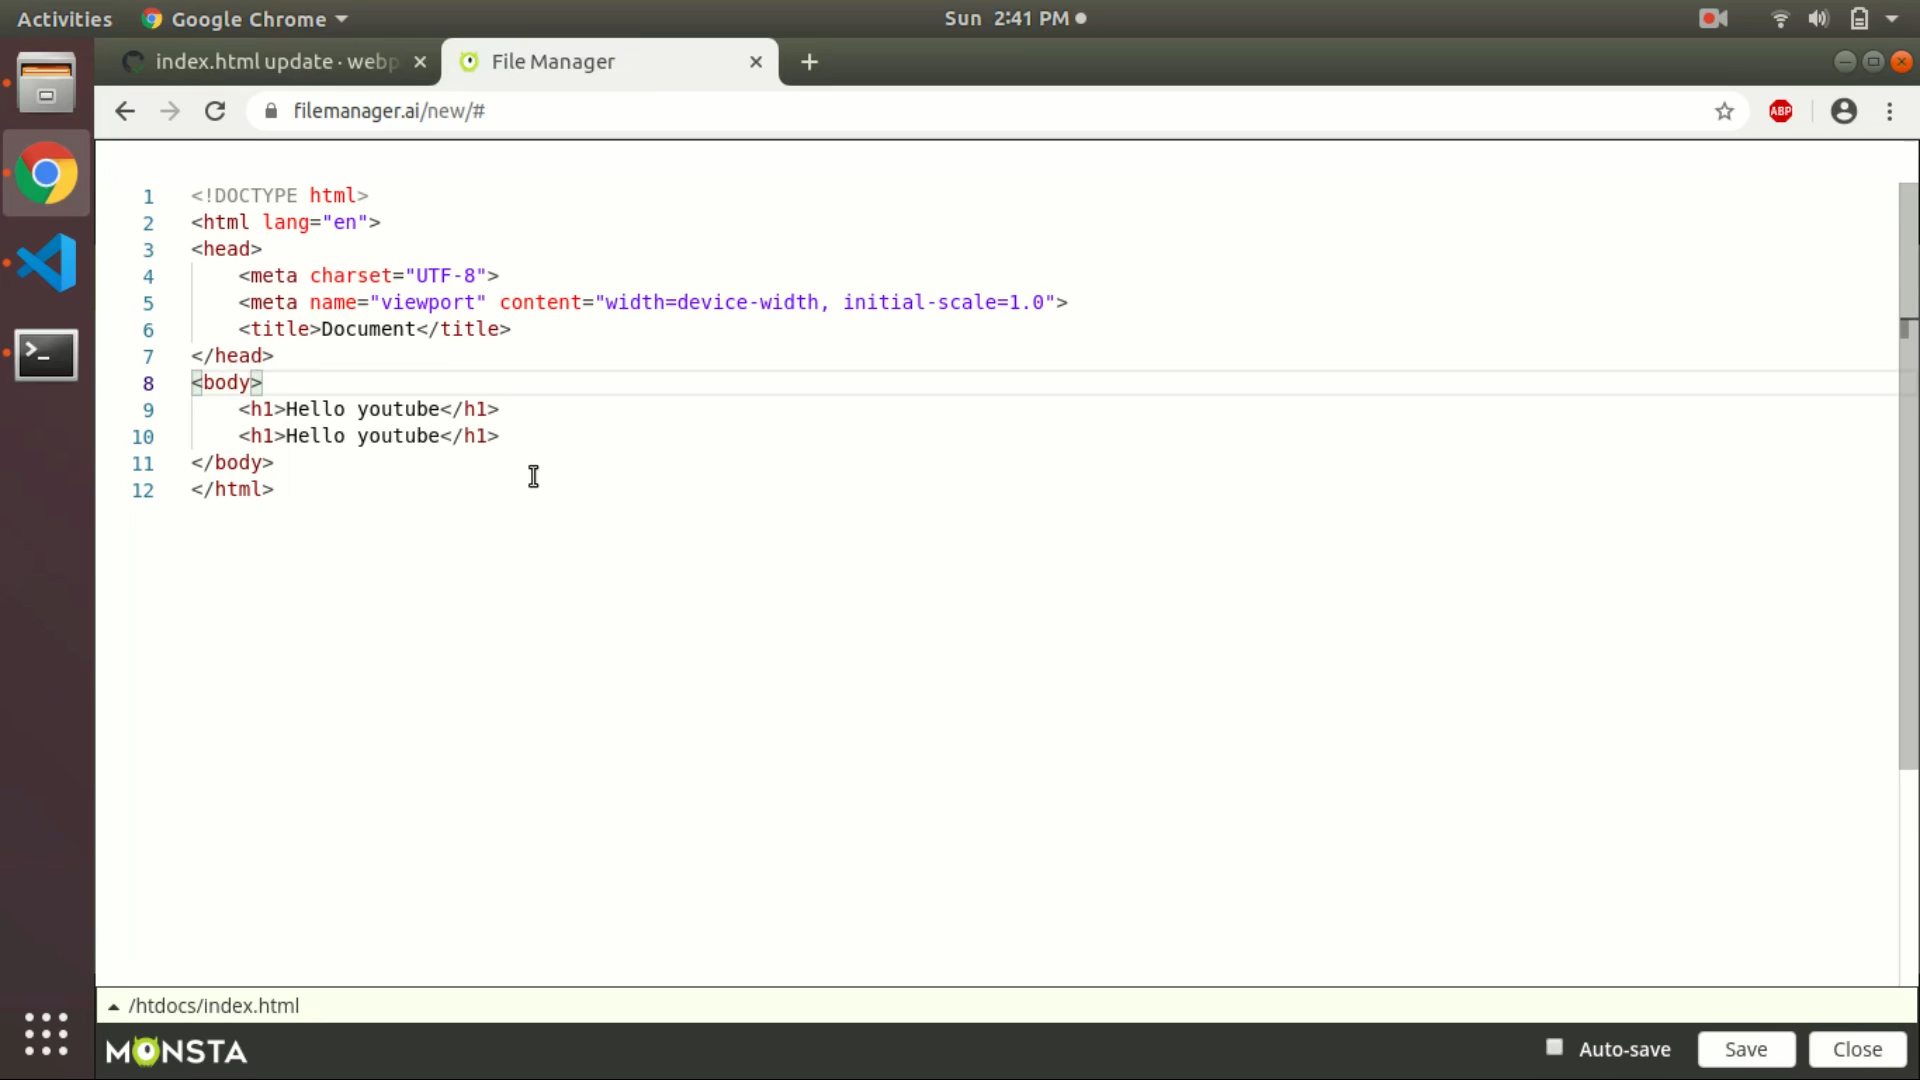 Activities Google Chrome Sun 2:41 PM
index.html update · webp File Manager
filemanager.ai/new/# ABP
1 <!DOCTYPE html>
2 <html lang="en">
3 <head>
4 <meta charset="UTF-8">
5 <meta name="viewport" content="width=device-width, initial-scale=1.0">
6 <title>Document</title>
7 </head>
8 <body>
9 <h1>Hello youtube</h1>
10 <h1>Hello youtube</h1>
11 </body>
12 </html>
/htdocs/index.html
MONSTA Auto-save Save Close